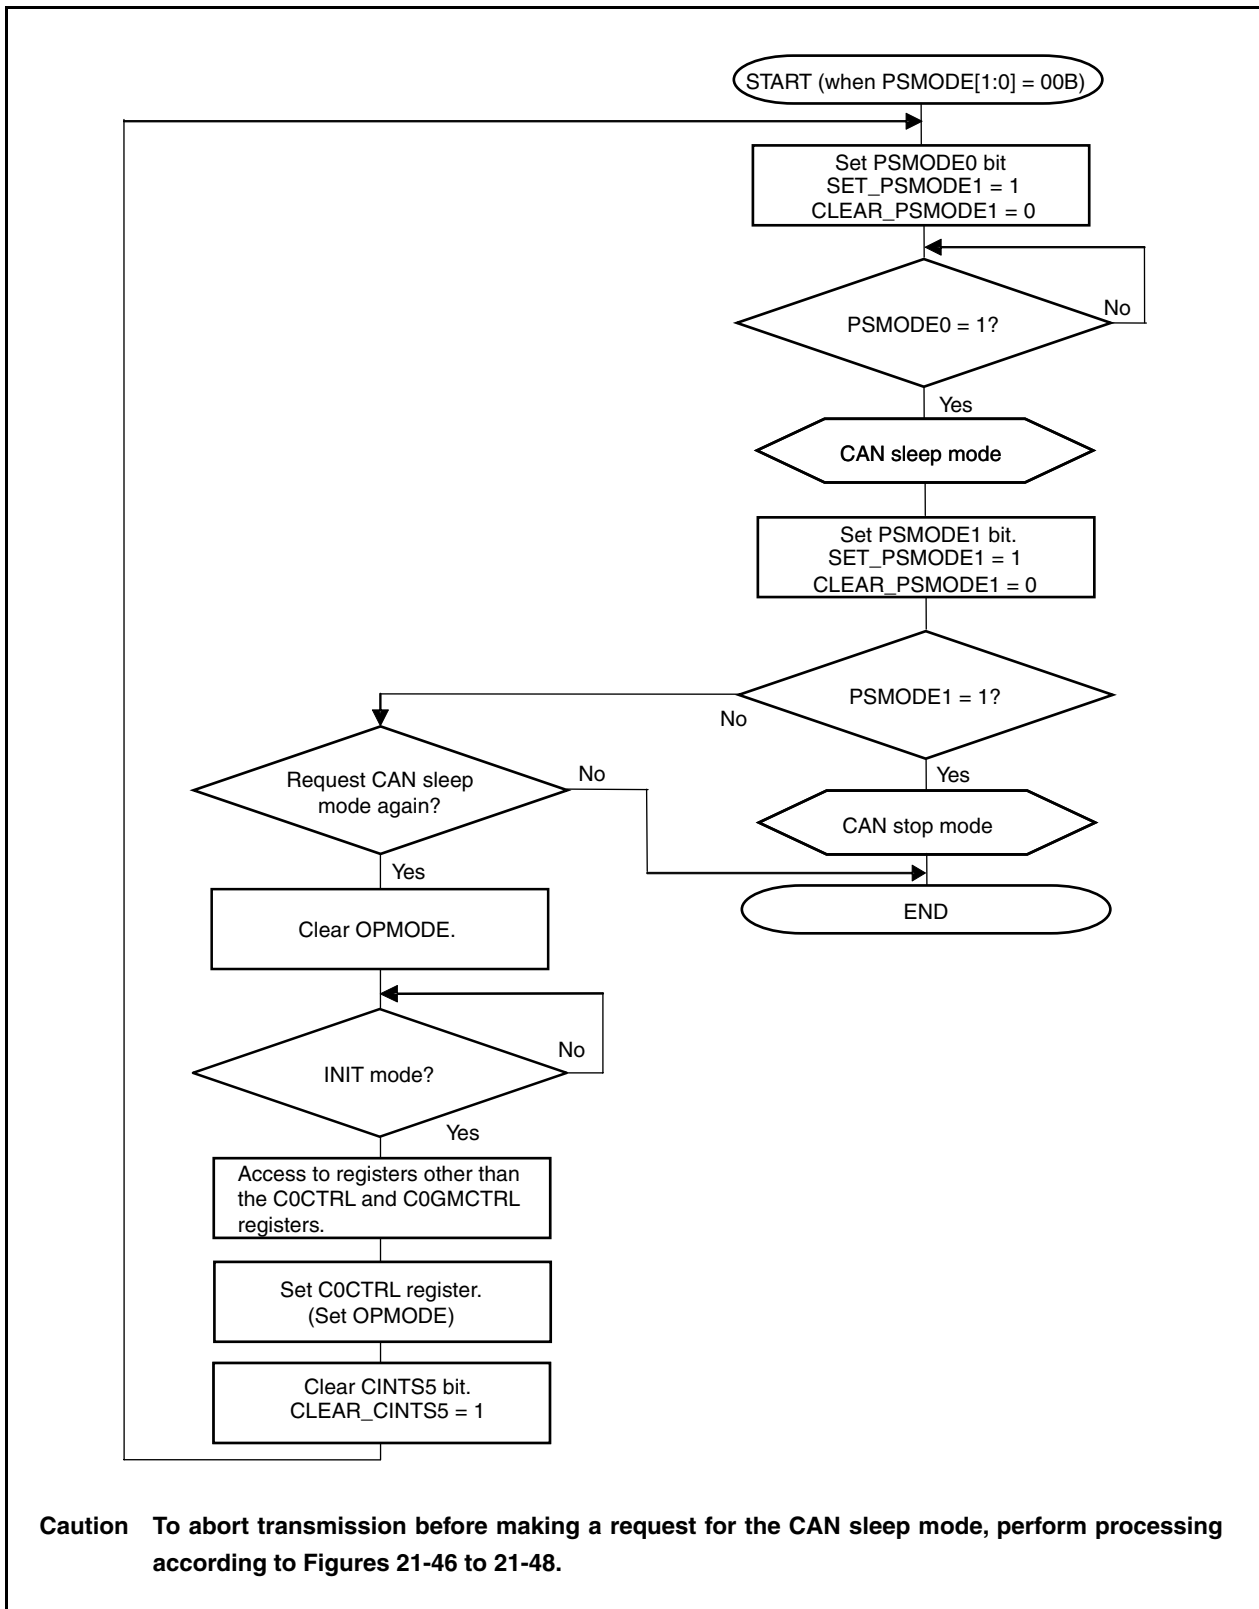 START (when PSMODE[1:0] = 00B)
Set PSMODE0 bit
SET_PSMODE1 = 1
CLEAR_PSMODE1 = 0
PSMODE0 = 1?
No
Yes
CAN sleep mode
Set PSMODE1 bit.
SET_PSMODE1 = 1
CLEAR_PSMODE1 = 0
PSMODE1 = 1?
No
Yes
CAN stop mode
END
Request CAN sleep
mode again?
No
Yes
Clear OPMODE.
INIT mode?
No
Yes
Access to registers other than
the C0CTRL and C0GMCTRL
registers.
Set C0CTRL register.
(Set OPMODE)
Clear CINTS5 bit.
CLEAR_CINTS5 = 1
Caution To abort transmission before making a request for the CAN sleep mode, perform processing
according to Figures 21-46 to 21-48.